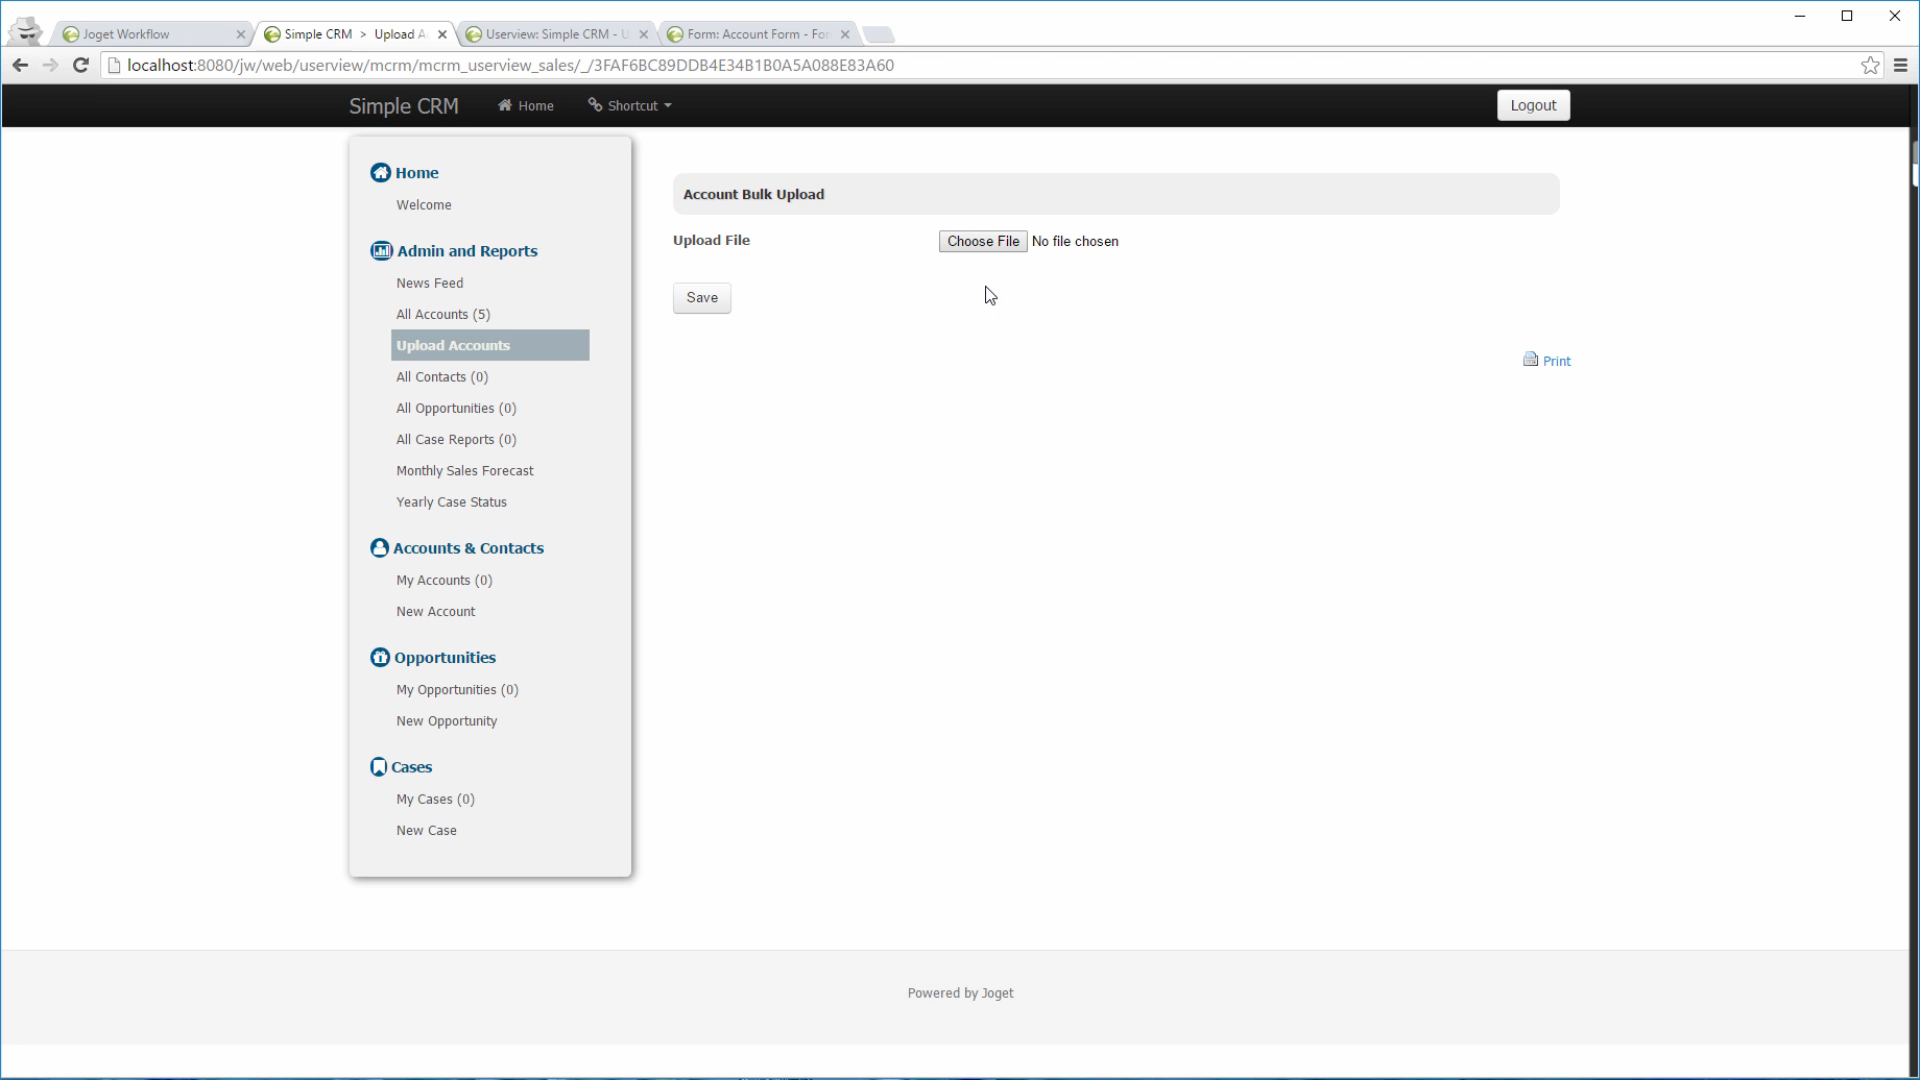 Joget Workflow
Simple CRM > Upload A
Userview: Simple CRM - U
Form: Account Form - For
localhost:8080/jw/web/userview/mcrm/mcrm_userview_sales/_/3FAF6BC89DDB4E34B1B0A5A088E83A60
Simple CRM
Home
Shortcut
Logout
Home
Welcome
Admin and Reports
News Feed
All Accounts (5)
Upload Accounts
All Contacts (0)
All Opportunities (0)
All Case Reports (0)
Monthly Sales Forecast
Yearly Case Status
Accounts & Contacts
My Accounts (0)
New Account
Opportunities
My Opportunities (0)
New Opportunity
Cases
My Cases (0)
New Case
Account Bulk Upload
Upload File
Choose File No file chosen
Save
Print
Powered by Joget